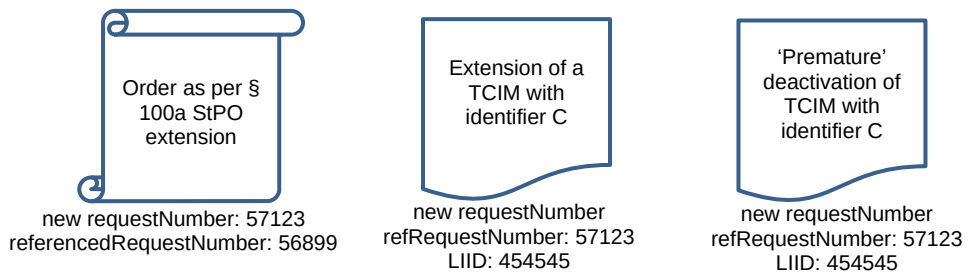 Order as per §
100a StPO
extension
new requestNumber: 57123
referencedRequestNumber: 56899
Extension of a
TCIM with
identifier C
new requestNumber
refRequestNumber: 57123
LIID: 454545
‘Premature’
deactivation of
TCIM with
identifier C
new requestNumber
refRequestNumber: 57123
LIID: 454545